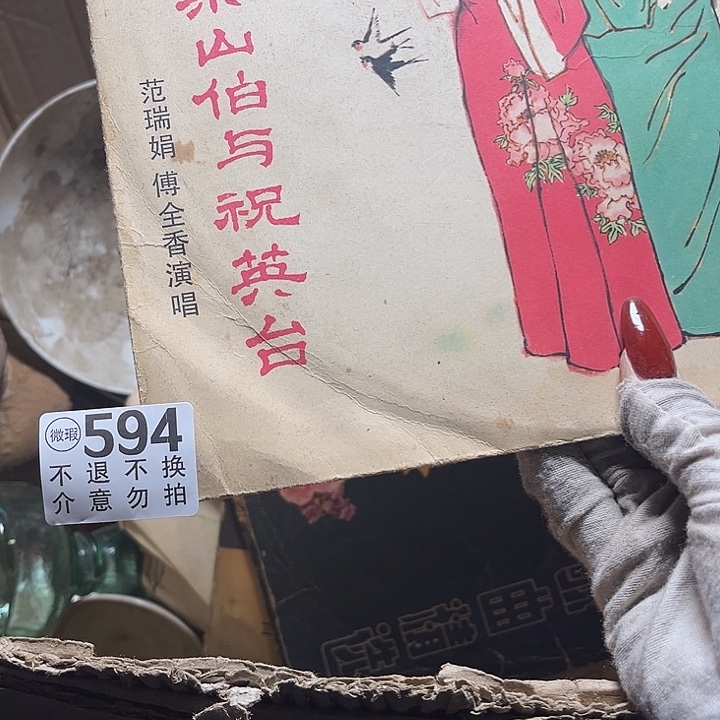 梁山伯与祝英台
范瑞娟 傅全香演唱
微瑕 594
不退不换
介意勿拍